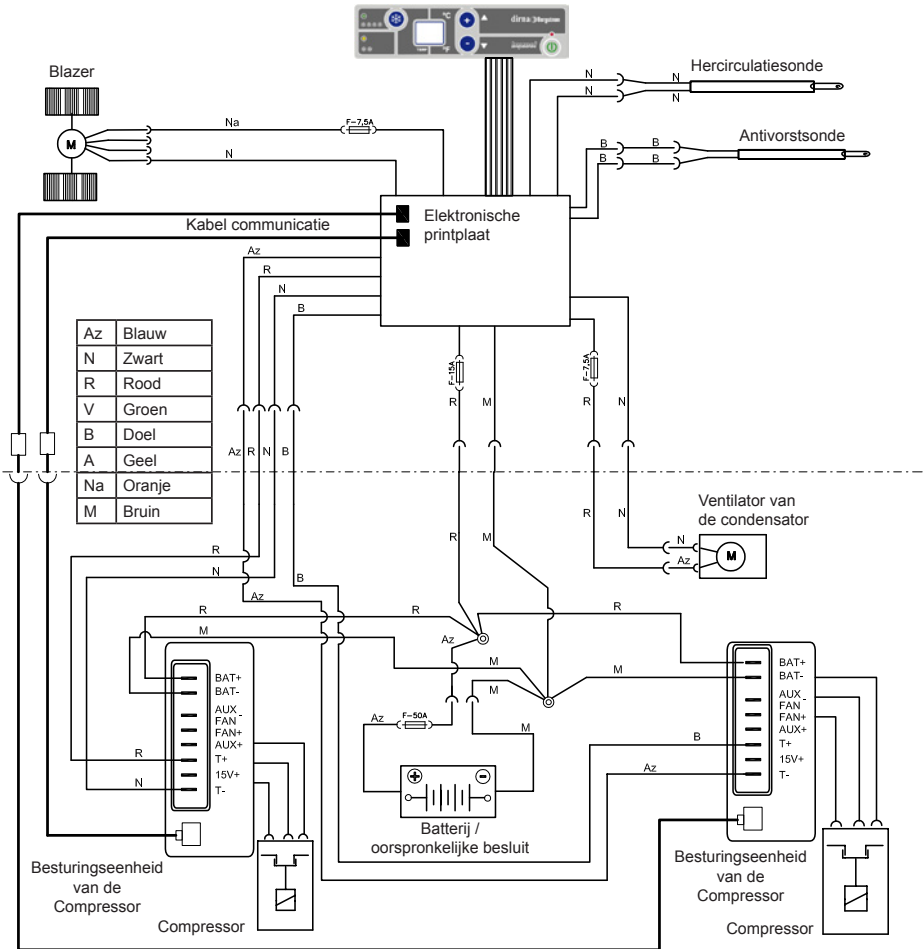 °C
°F
dirna
Bycool
Blazer
M
Na
F-7,5A
N
N
N
N
N
Hercirculatiesonde
B
B
B
B
Antivorstsonde
Kabel communicatie
Elektronische
printplaat
Az
R
N
B
Az Blauw
N Zwart
R Rood
V Groen
B Doel
A Geel
Na Oranje
M Bruin
F-15A
F-7,5A
R
M
R
N
Az
R
N
B
R
M
R
N
Ventilator van
de condensator
N
Az
M
R
N
B
Az
R
R
R
M
Az
M
M
M
Az
F-50A
M
BAT+
BAT-
AUX -
FAN
FAN+
AUX+
T+
15V+
T-
R
N
BAT+
BAT-
AUX -
FAN
FAN+
AUX+
T+
15V+
T-
B
Az
+
-
Batterij /
oorspronkelijke besluit
Besturingseenheid
van de
Compressor
Compressor
Besturingseenheid
van de
Compressor
Compressor